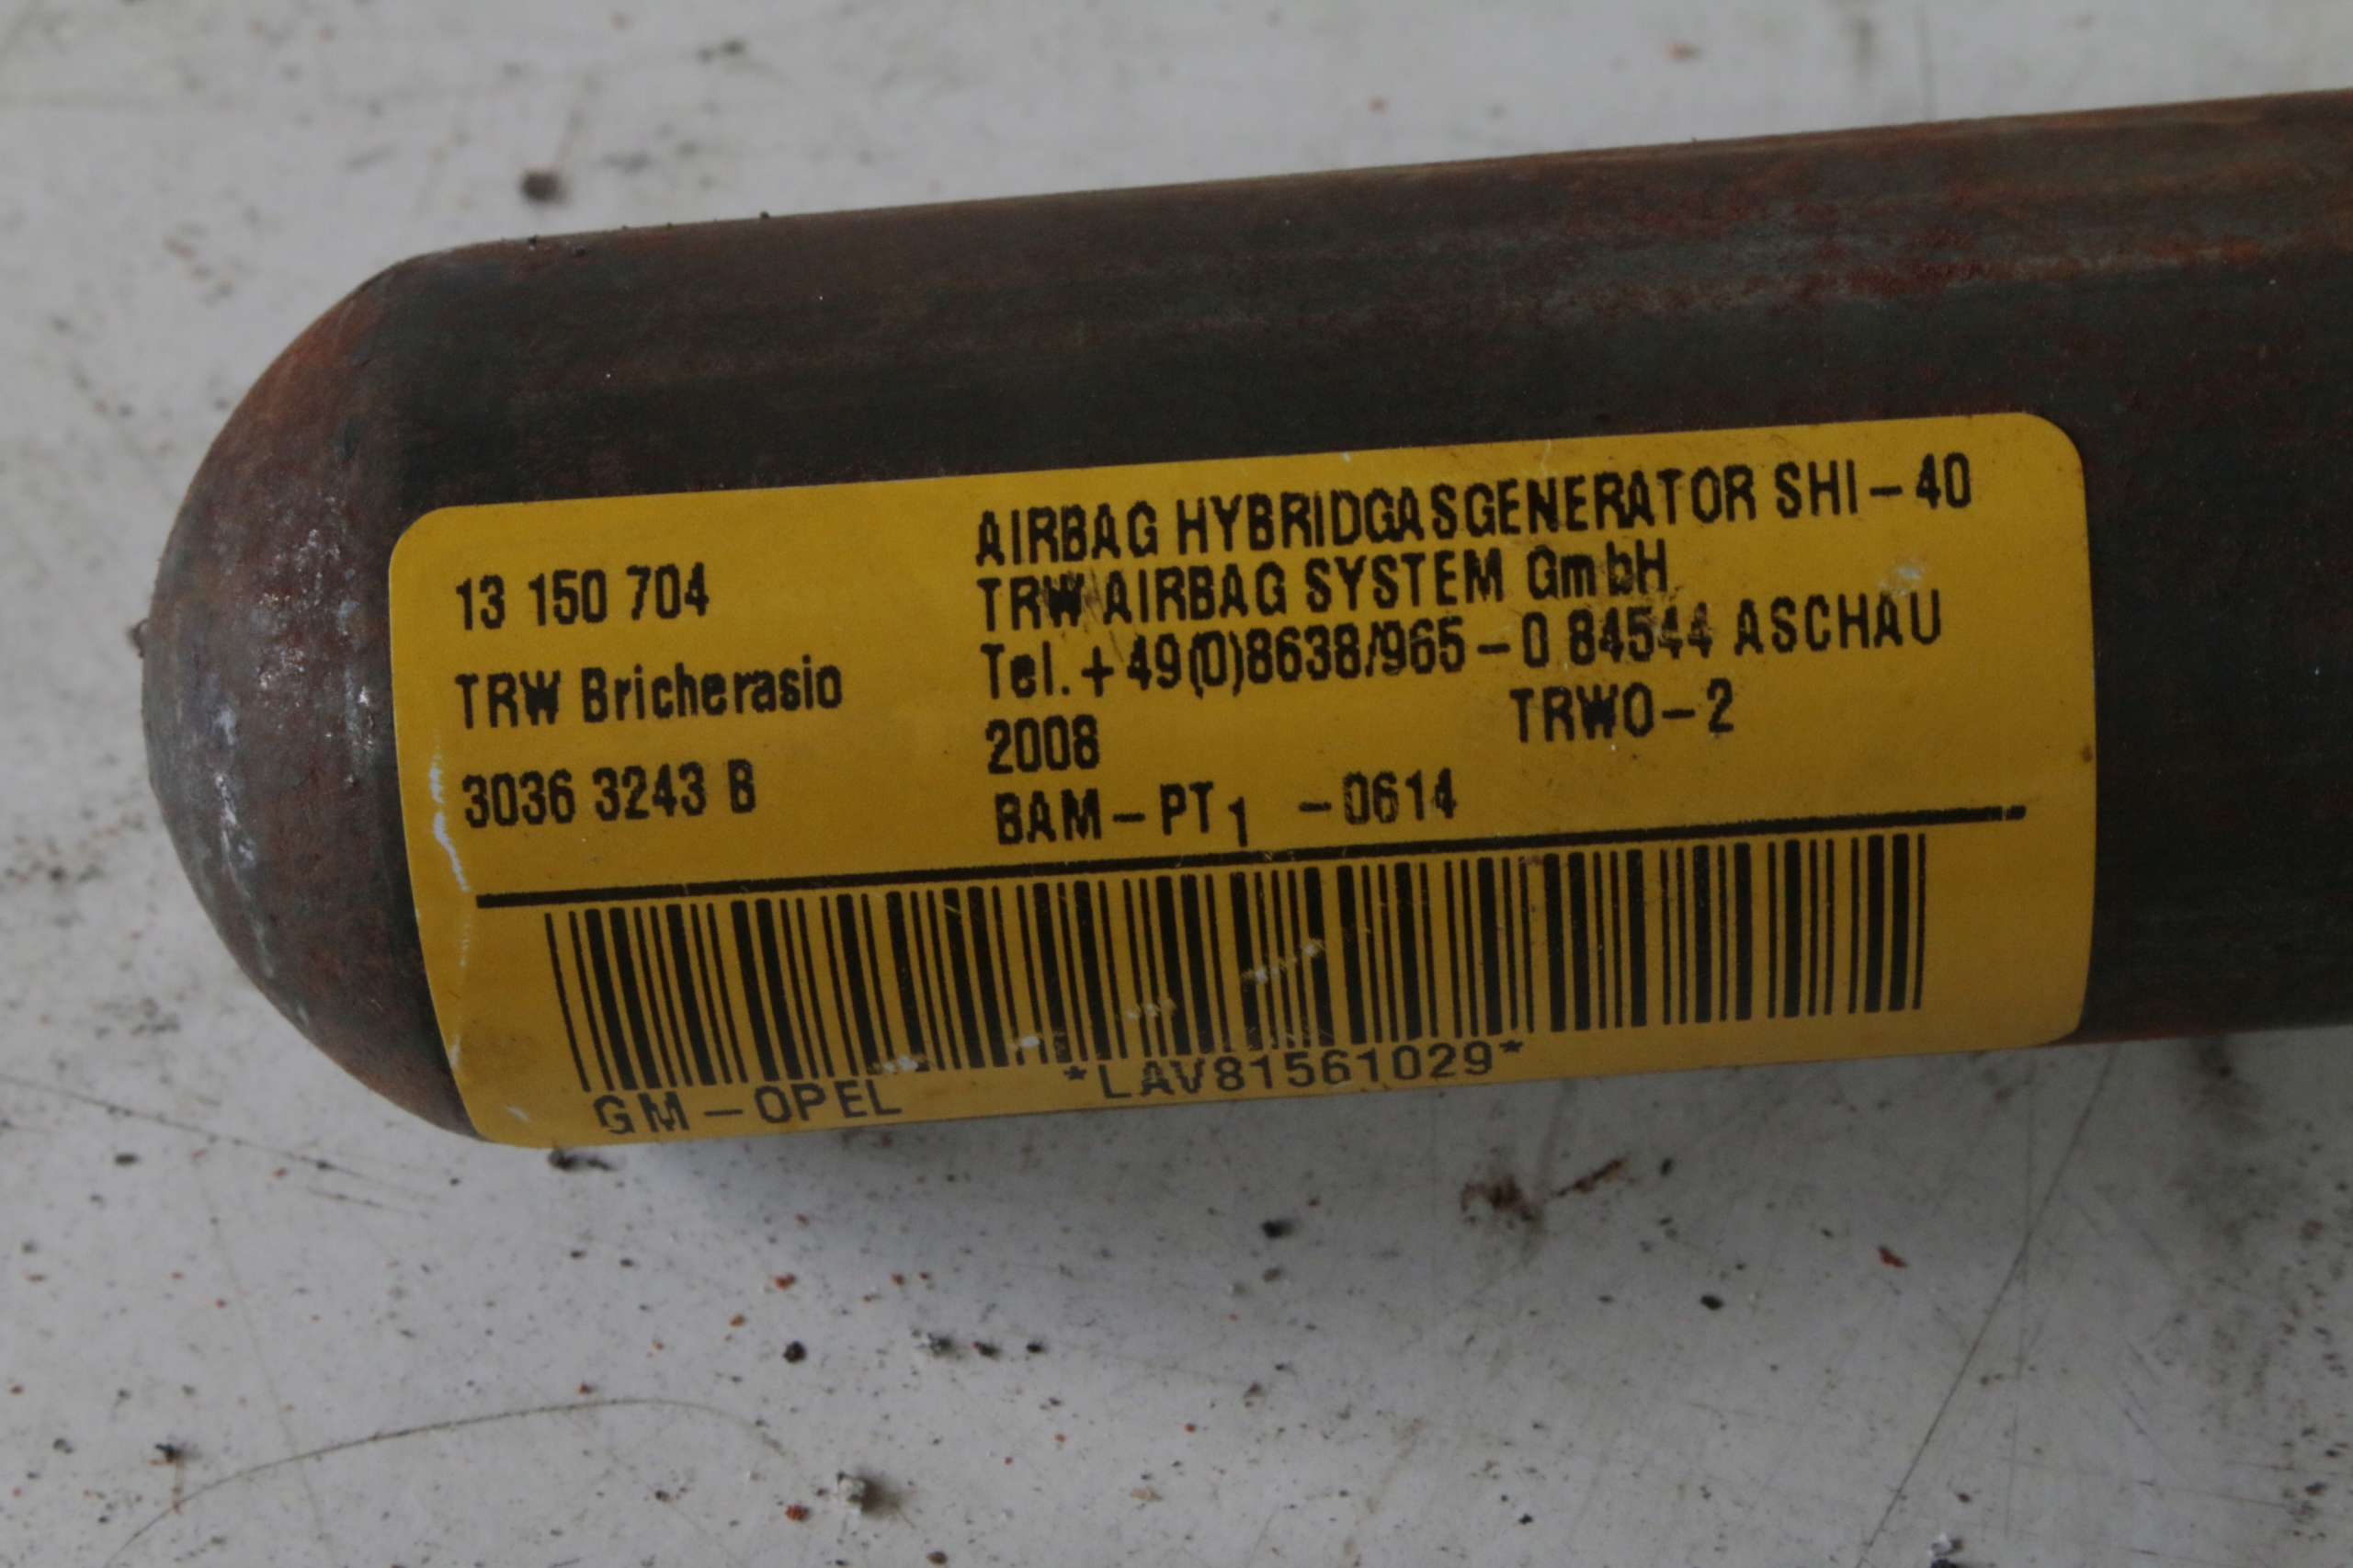 13 150 704
TRW Bricherasio
3036 3243 B
AIRBAG HYBRIDGASGENERATOR SHI-40
TRW AIRBAG SYSTEM GmbH
Tel.+49(0)8638/965-0 84544 ASCHAU
2008 TRWO-2
BAM-PT1 -0614
GM-OPEL *LAV81561029*